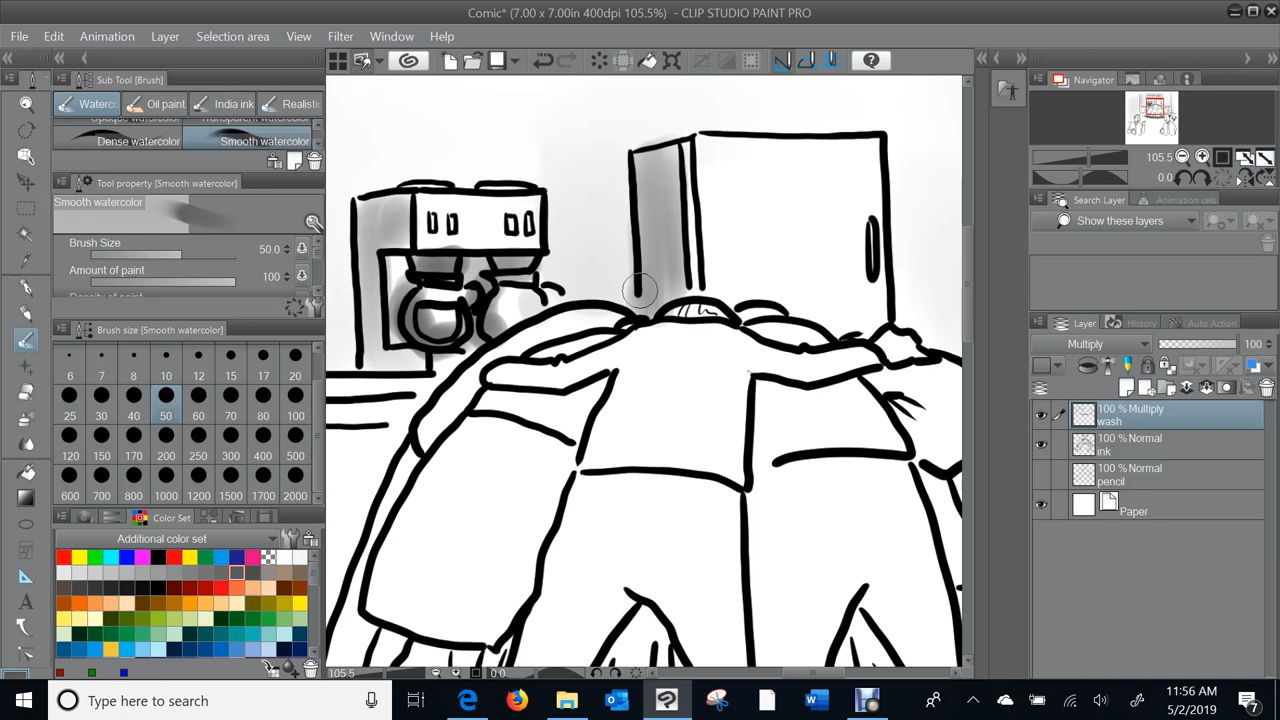 Comic* (7.00 x 7.00in 400dpi 105.5%) - CLIP STUDIO PAINT PRO
File Edit Animation Layer Selection area View Filter Window Help
Sub Tool [Brush]
Waterc Oil paint India ink Realistic
Opaque watercolor Transparent watercolor
Dense watercolor Smooth watercolor
Tool property [Smooth watercolor]
Smooth watercolor
Brush Size 50.0
Amount of paint 100
Brush size [Smooth watercolor]
6 7 8 10 12 15 17 20
25 30 40 50 60 70 80 100
120 150 170 200 250 300 400 500
600 700 800 1000 1200 1500 1700 2000
Color Set
Additional color set
105.5 0.0
Navigator
105.5
0.0
Search Layer Animation cels
Show these layers
Layer History Auto Action
Multiply 100
100 % Multiply
wash
100 % Normal
ink
100 % Normal
pencil
Paper
Type here to search
11:56 AM
5/2/2019
7